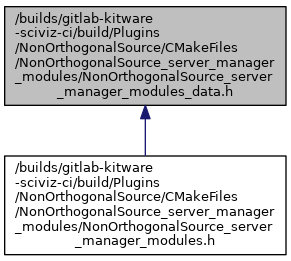 /builds/gitlab-kitware
-sciviz-ci/build/Plugins
/NonOrthogonalSource/CMakeFiles
/NonOrthogonalSource_server_manager
_modules/NonOrthogonalSource_server
_manager_modules_data.h
/builds/gitlab-kitware
-sciviz-ci/build/Plugins
/NonOrthogonalSource/CMakeFiles
/NonOrthogonalSource_server_manager
_modules/NonOrthogonalSource_server
_manager_modules.h